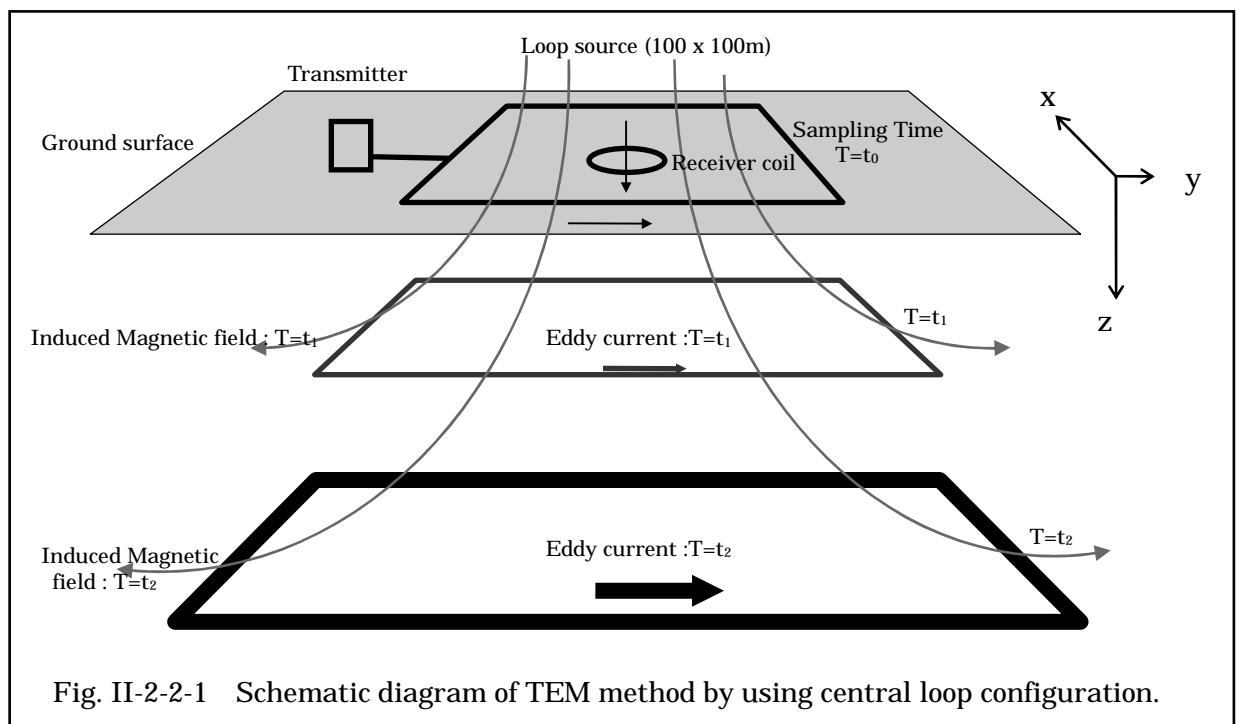 Loop source (100 x 100m)
Transmitter
Ground surface
Sampling Time
T=t₀
Receiver coil
x
y
z
Induced Magnetic field : T=t₁
Eddy current :T=t₁
T=t₁
Induced Magnetic
field : T=t₂
Eddy current :T=t₂
T=t₂
Fig. II-2-2-1 Schematic diagram of TEM method by using central loop configuration.